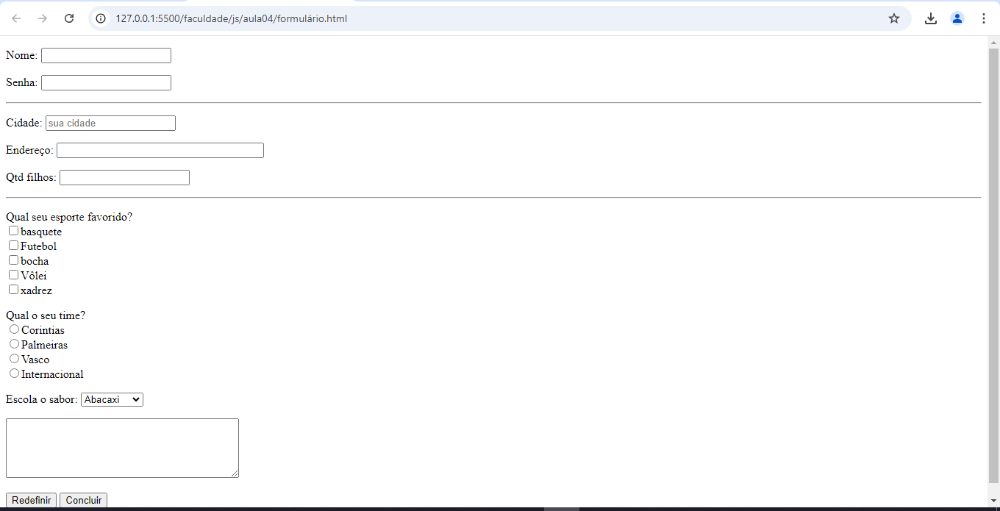 127.0.0.1:5500/faculdade/js/aula04/formulário.html
Nome:
Senha:
Cidade: sua cidade
Endereço:
Qtd filhos:
Qual seu esporte favorido?
basquete
Futebol
bocha
Vôlei
xadrez
Qual o seu time?
Corintias
Palmeiras
Vasco
Internacional
Escola o sabor: Abacaxi
Redefinir Concluir